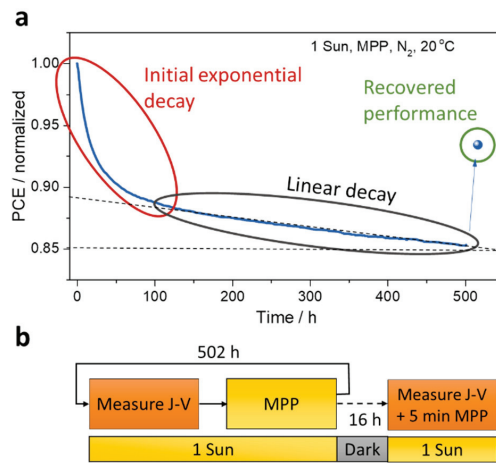 a
1 Sun, MPP, N₂, 20 °C
Initial exponential
decay
Recovered
performance
Linear decay
PCE / normalized
1.00
0.95
0.90
0.85
0
100
200
300
400
500
Time / h
b
502 h
Measure J-V
MPP
16 h
Measure J-V
+ 5 min MPP
1 Sun
Dark
1 Sun